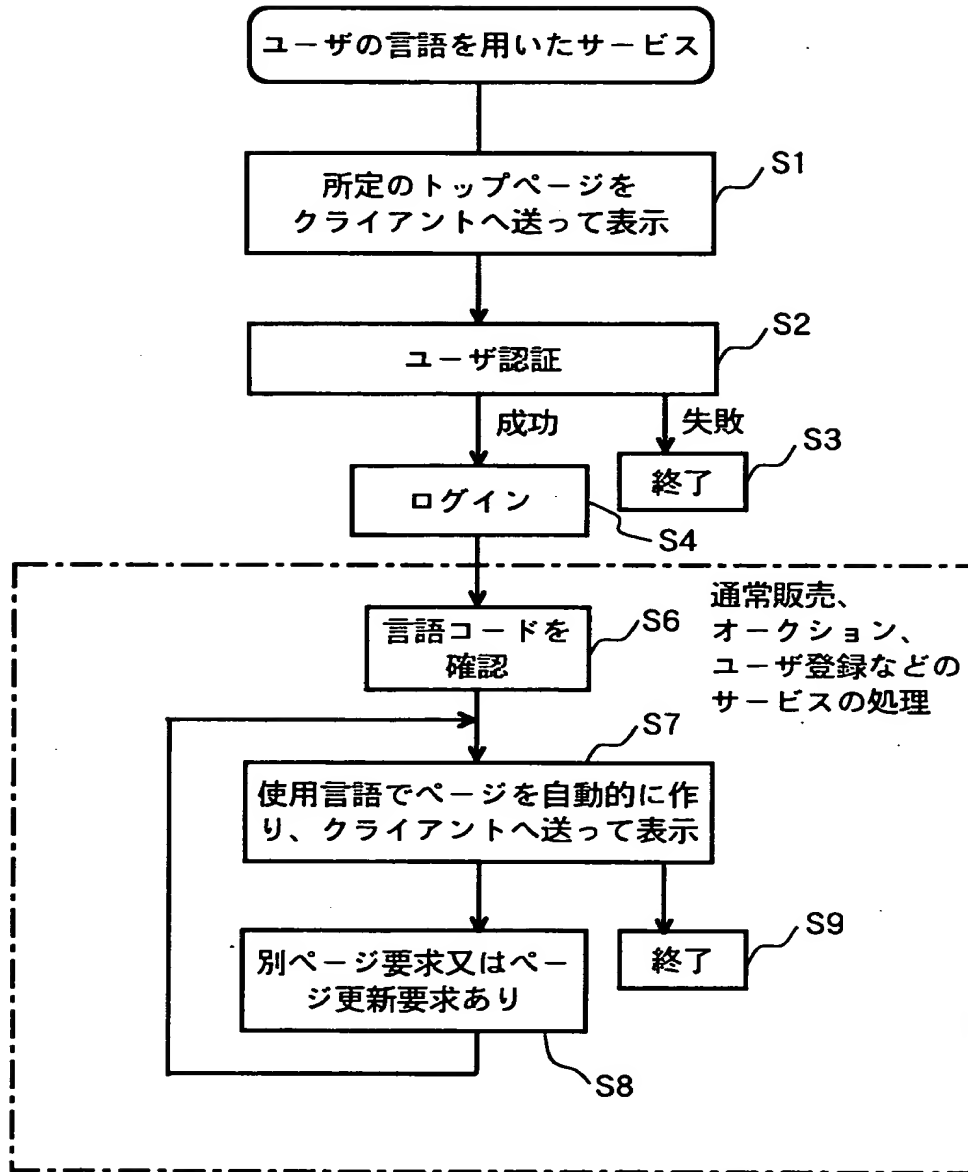 ユーザの言語を用いたサービス
S1
所定のトップページを
クライアントへ送って表示
S2
ユーザ認証
成功
失敗
S3
終了
ログイン
S4
通常販売、
オークション、
ユーザ登録などの
サービスの処理
言語コードを
確認
S6
S7
使用言語でページを自動的に作
り、クライアントへ送って表示
S9
別ページ要求又はペー
ジ更新要求あり
終了
S8